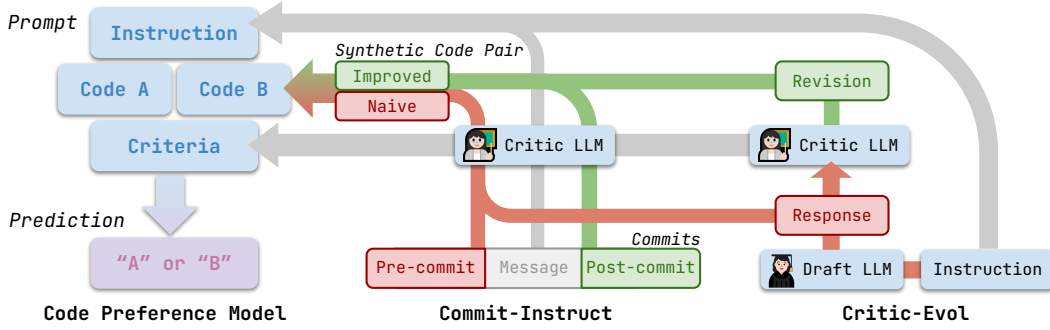 Prompt
Instruction
Code A
Code B
Criteria
Prediction
“A” or “B”
Code Preference Model
Synthetic Code Pair
Improved
Naive
Critic LLM
Commits
Pre-commit
Message
Post-commit
Commit-Instruct
Revision
Critic LLM
Response
Draft LLM
Instruction
Critic-Evol